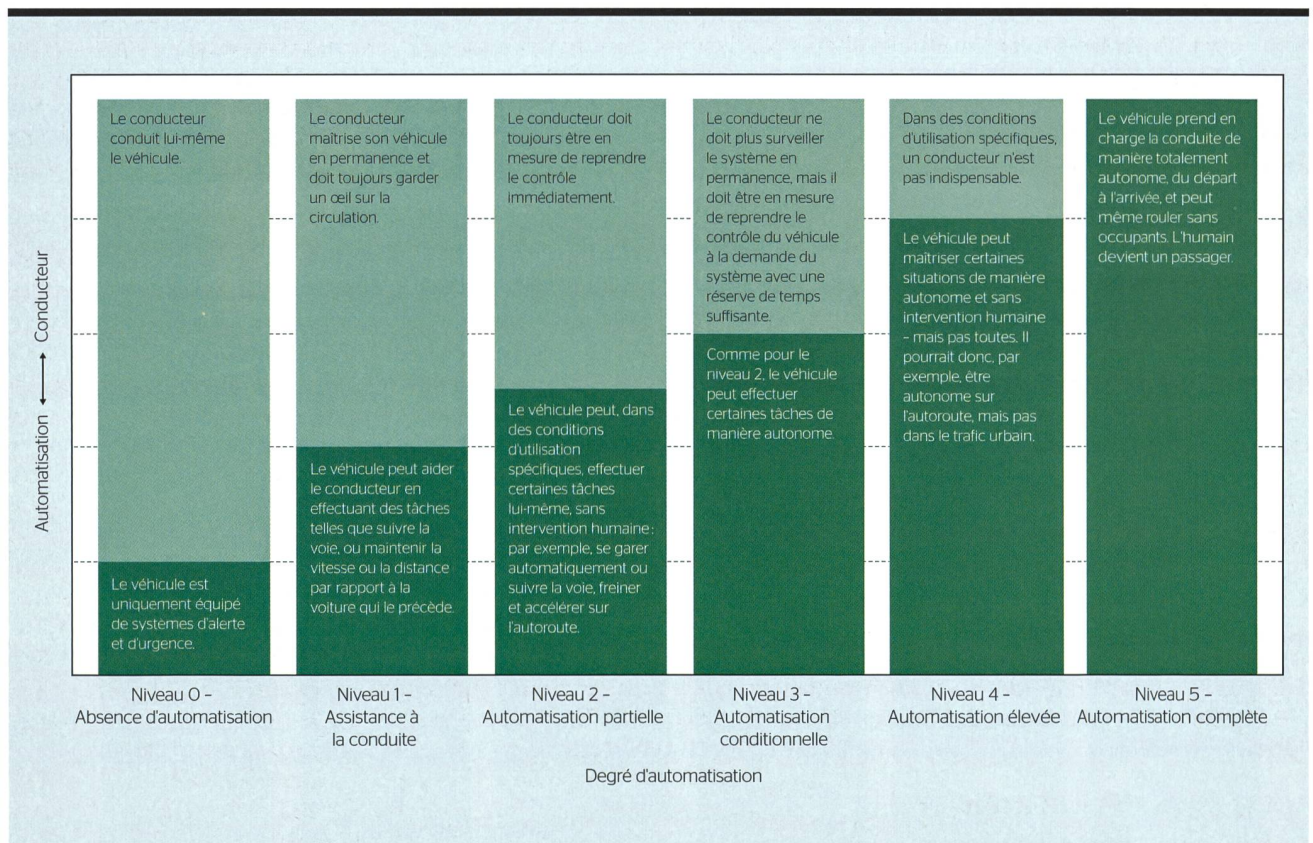 Le conducteur
conduit lui-même
le véhicule.
Le véhicule est
uniquement équipé
de systèmes d'alerte
et d'urgence.
Le conducteur
maîtrise son véhicule
en permanence et
doit toujours garder
un œil sur la
circulation.
Le véhicule peut aider
le conducteur en
effectuant des tâches
telles que suivre la
voie, ou maintenir la
vitesse ou la distance
par rapport à la
voiture qui le précède.
Le conducteur doit
toujours être en
mesure de reprendre
le contrôle
immédiatement.
Le véhicule peut, dans
des conditions
d'utilisation
spécifiques, effectuer
certaines tâches
lui-même, sans
intervention humaine :
par exemple, se garer
automatiquement ou
suivre la voie, freiner
et accélérer sur
l'autoroute.
Le conducteur ne
doit plus surveiller
le système en
permanence, mais il
doit être en mesure
de reprendre le
contrôle du véhicule
à la demande du
système avec une
réserve de temps
suffisante.
Comme pour le
niveau 2, le véhicule
peut effectuer
certaines tâches de
manière autonome.
Dans des conditions
d'utilisation spécifiques,
un conducteur n'est
pas indispensable.
Le véhicule peut
maîtriser certaines
situations de manière
autonome et sans
intervention humaine
– mais pas toutes. Il
pourrait donc, par
exemple, être
autonome sur
l'autoroute, mais pas
dans le trafic urbain.
Le véhicule prend en
charge la conduite de
manière totalement
autonome, du départ
à l'arrivée, et peut
même rouler sans
occupants. L'humain
devient un passager.
Automatisation ⟷ Conducteur
Niveau 0 –
Absence d'automatisation
Niveau 1 –
Assistance à
la conduite
Niveau 2 –
Automatisation partielle
Niveau 3 –
Automatisation
conditionnelle
Niveau 4 –
Automatisation élevée
Niveau 5 –
Automatisation complète
Degré d'automatisation